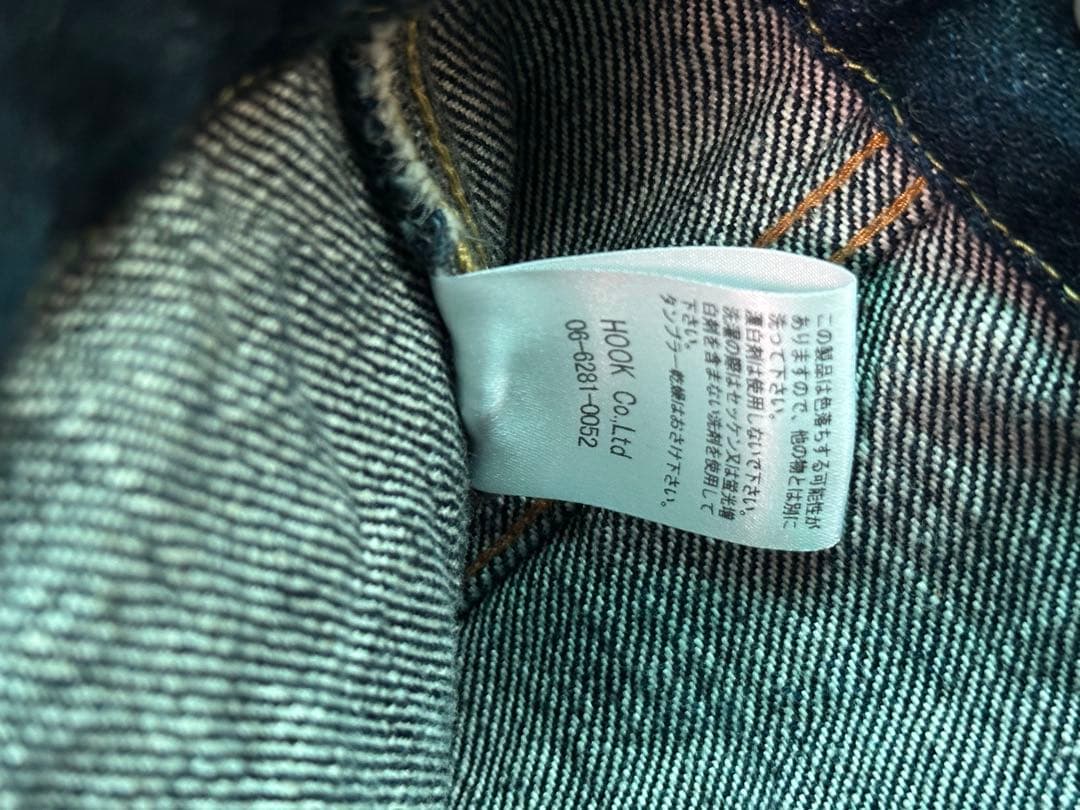 この製品は色落ちする可能性が
ありますので、他の物とは別に
洗って下さい。
漂白剤は使用しないで下さい。
洗濯の際はセッケン又は蛍光増
白剤を含まない洗剤を使用して
下さい。
タンブラー乾燥はおさけ下さい。
HOOK Co.,Ltd
06-6281-0052